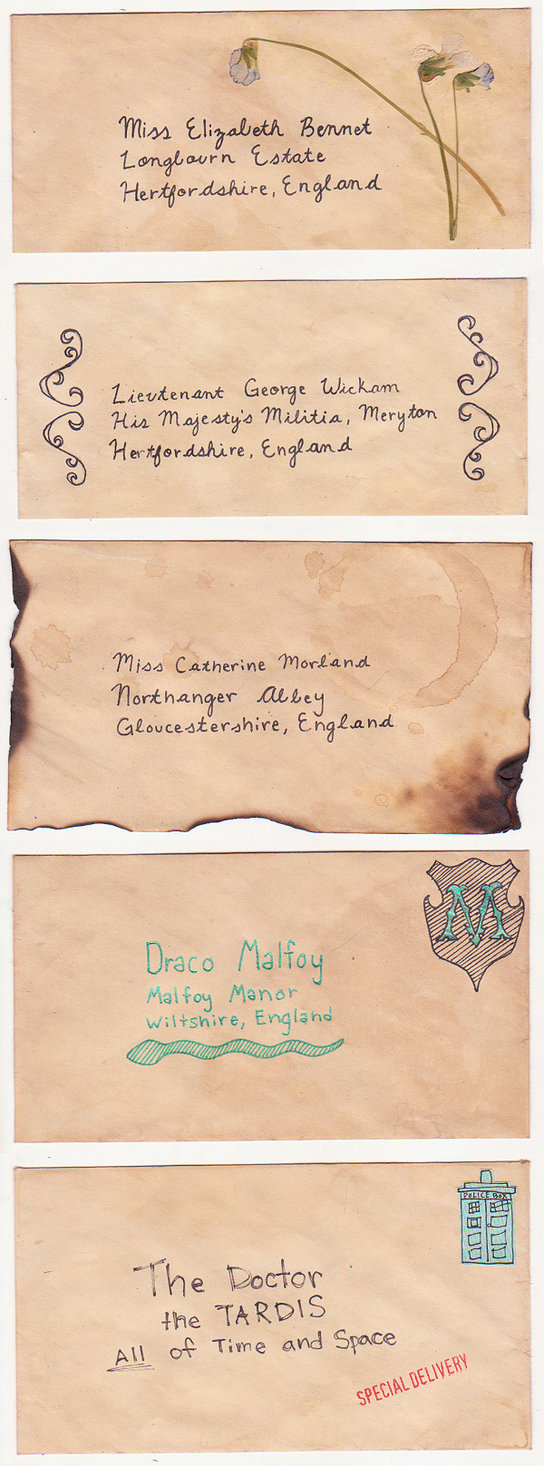 Miss Elizabeth Bennet
Longbourn Estate
Hertfordshire, England
Lieutenant George Wickam
His Majesty's Militia, Meryton
Hertfordshire, England
Miss Catherine Morland
Northanger Abbey
Gloucestershire, England
M
Draco Malfoy
Malfoy Manor
Wiltshire, England
POLICE BOX
The Doctor
the TARDIS
All of Time and Space
SPECIAL DELIVERY